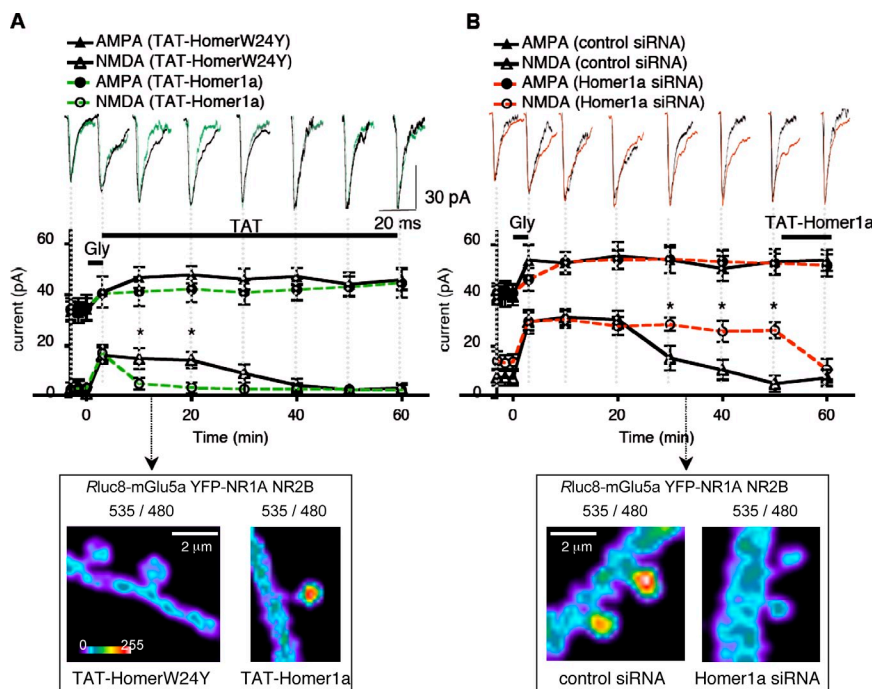 A
AMPA (TAT-HomerW24Y)
NMDA (TAT-HomerW24Y)
AMPA (TAT-Homer1a)
NMDA (TAT-Homer1a)
30 pA
20 ms
TAT
Gly
60
40
20
0
current (pA)
*
*
0
20
40
60
Time (min)
Rluc8-mGlu5a YFP-NR1A NR2B
535 / 480
535 / 480
2 μm
0
255
TAT-HomerW24Y
TAT-Homer1a
B
AMPA (control siRNA)
NMDA (control siRNA)
AMPA (Homer1a siRNA)
NMDA (Homer1a siRNA)
Gly
TAT-Homer1a
60
40
20
0
current (pA)
*
*
*
0
20
40
60
Time (min)
Rluc8-mGlu5a YFP-NR1A NR2B
535 / 480
535 / 480
2 μm
control siRNA
Homer1a siRNA